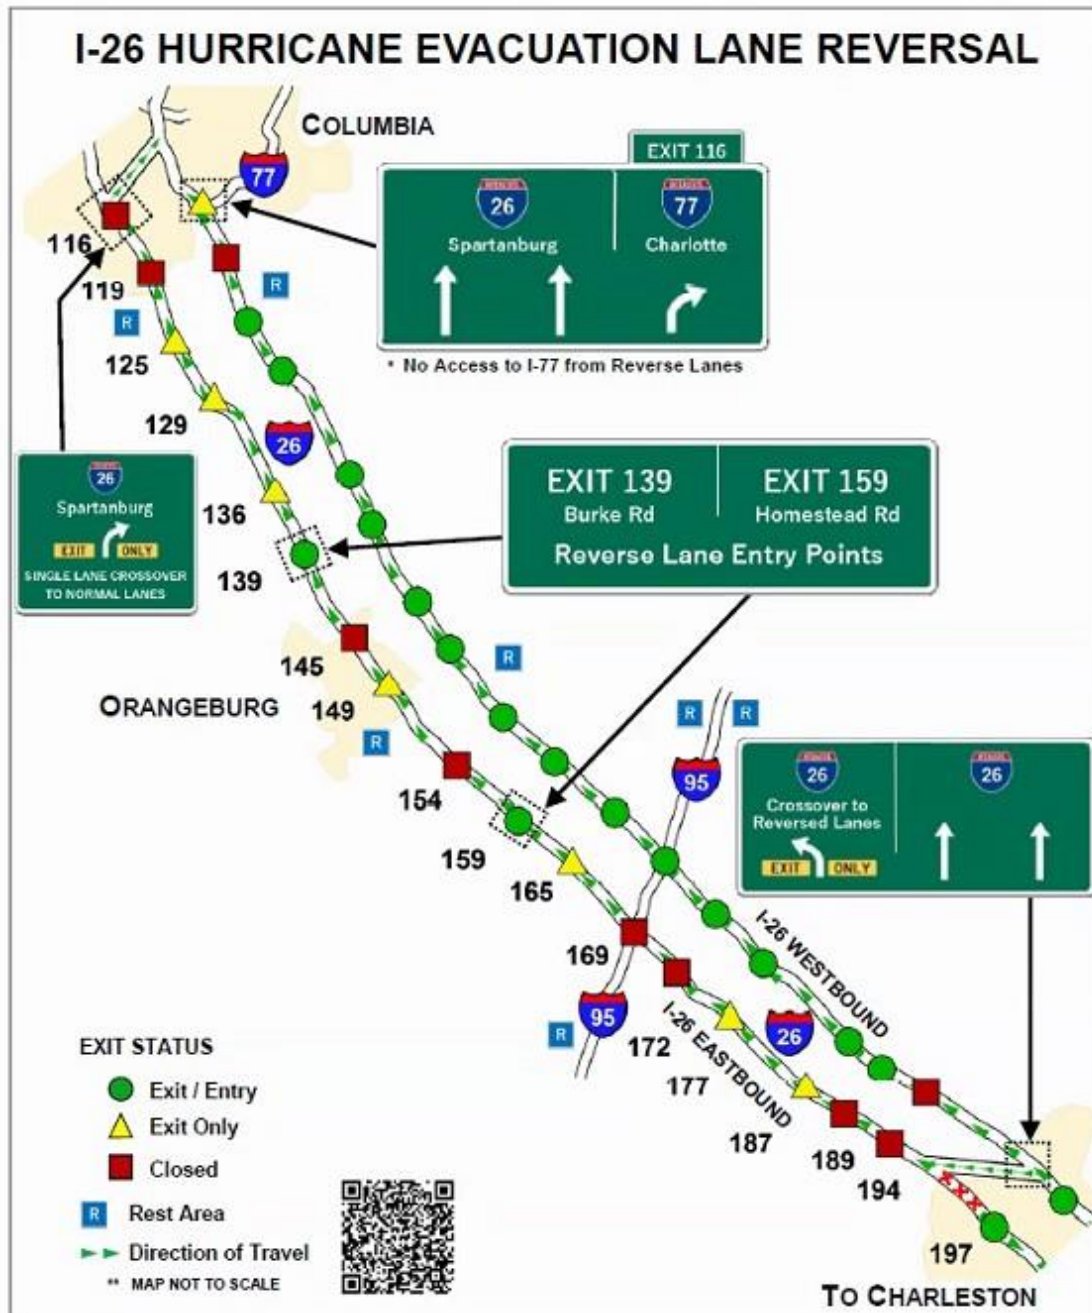 I-26 HURRICANE EVACUATION LANE REVERSAL
COLUMBIA
77
EXIT 116
INTERSTATE
26
Spartanburg
INTERSTATE
77
Charlotte
* No Access to I-77 from Reverse Lanes
116
119
R
R
125
129
26
26
Spartanburg
EXIT ONLY
SINGLE LANE CROSSOVER
TO NORMAL LANES
136
139
EXIT 139
Burke Rd
EXIT 159
Homestead Rd
Reverse Lane Entry Points
145
149
ORANGEBURG
R
R
R
R
95
154
159
165
26
Crossover to
Reversed Lanes
EXIT ONLY
26
169
I-26 WESTBOUND
I-26 EASTBOUND
95
R
26
172
177
187
189
194
197
TO CHARLESTON
EXIT STATUS
Exit / Entry
Exit Only
Closed
R Rest Area
Direction of Travel
** MAP NOT TO SCALE